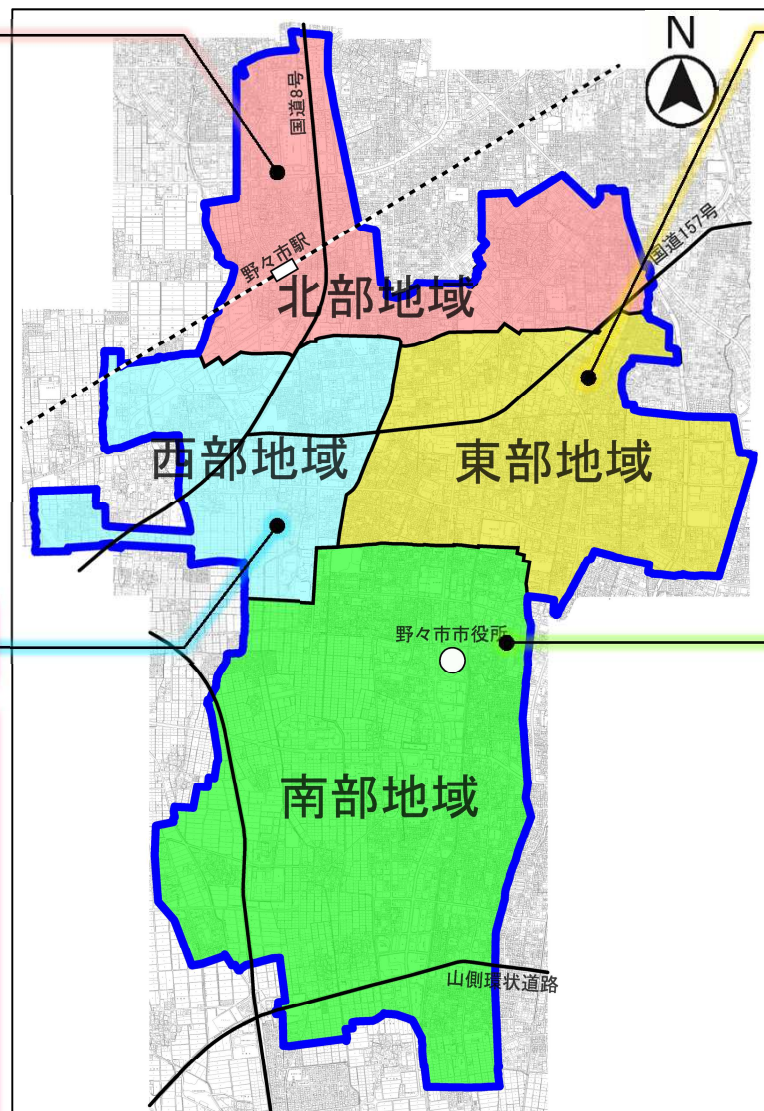 N
国道8号
国道157号
野々市駅
北部地域
西部地域
東部地域
野々市市役所
南部地域
山側環状道路